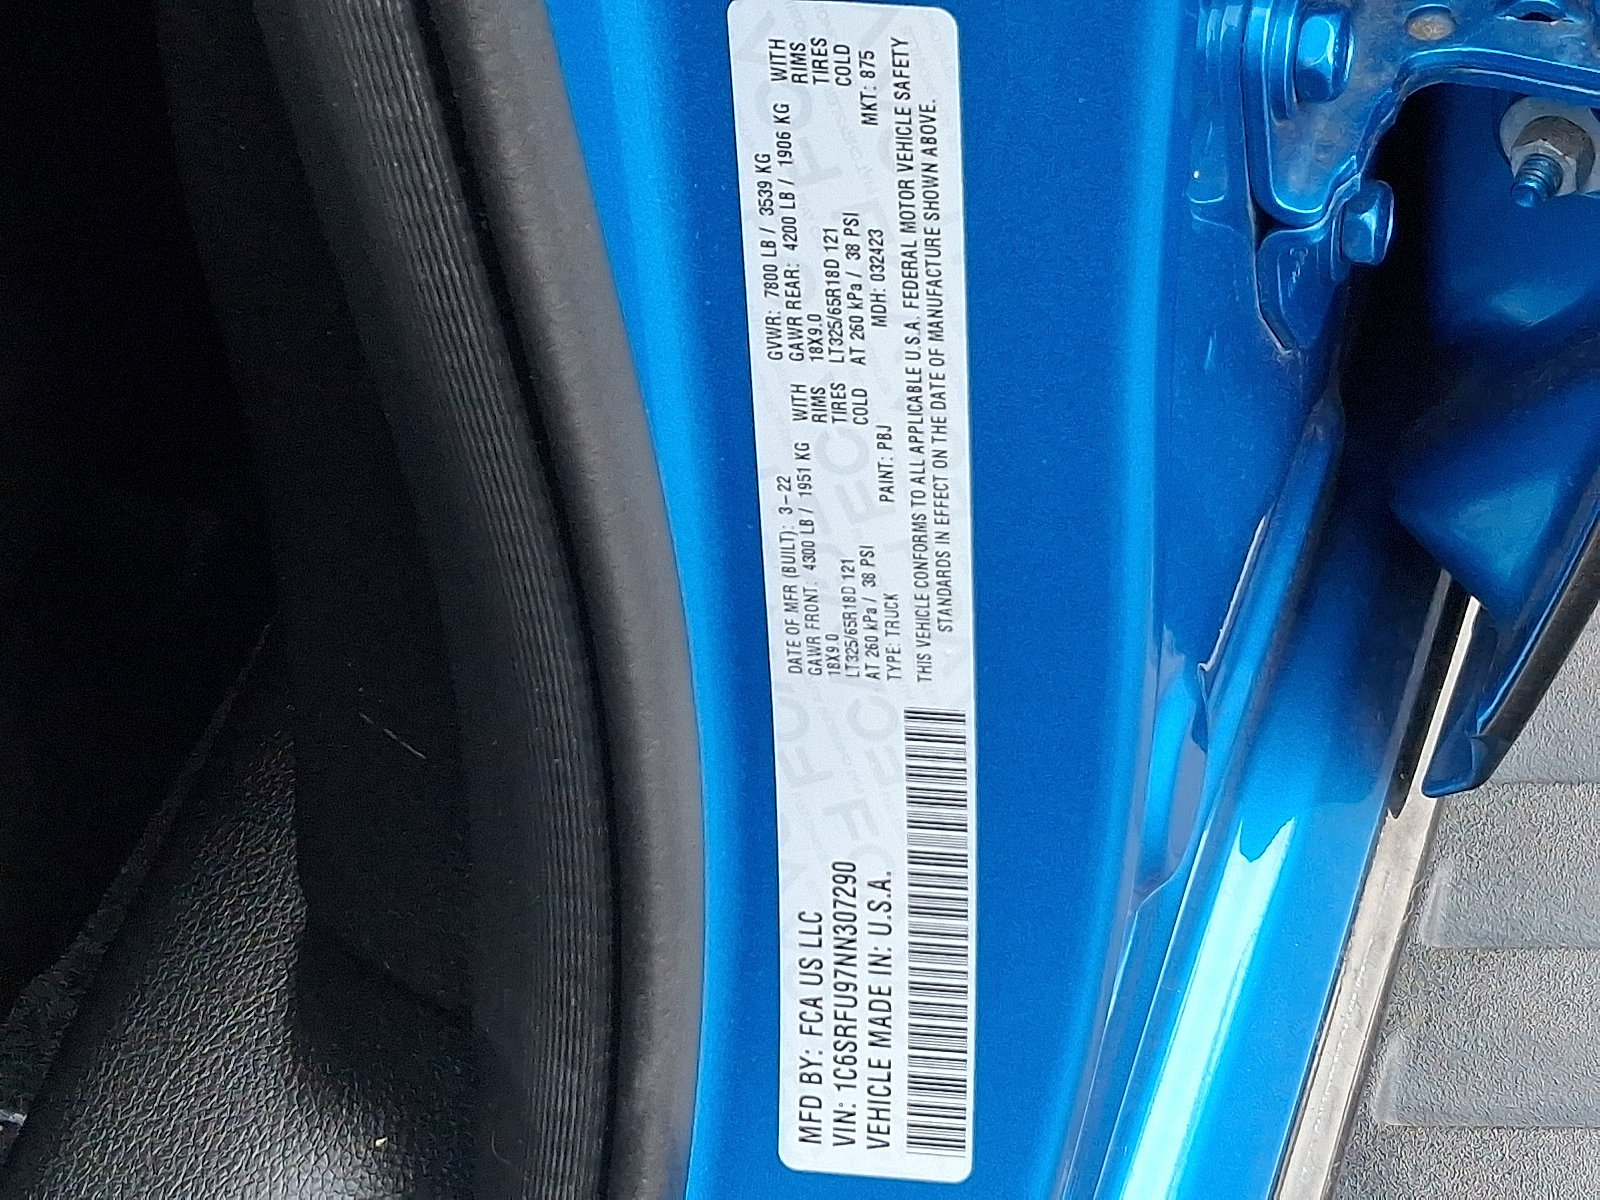 MFD BY: FCA US LLC
VIN: 1C6SRFU97NN307290
VEHICLE MADE IN: U.S.A.
DATE OF MFR (BUILT): 3-22 GVWR: 7800 LB / 3539 KG
GAWR FRONT: 4300 LB / 1951 KG WITH GAWR REAR: 4200 LB / 1906 KG WITH
18X9.0 RIMS 18X9.0 RIMS
LT325/65R18D 121 TIRES LT325/65R18D 121 TIRES
AT 260 kPa / 38 PSI COLD AT 260 kPa / 38 PSI COLD
TYPE: TRUCK PAINT: PBJ MDH: 032423 MKT: 875
THIS VEHICLE CONFORMS TO ALL APPLICABLE U.S.A. FEDERAL MOTOR VEHICLE SAFETY
STANDARDS IN EFFECT ON THE DATE OF MANUFACTURE SHOWN ABOVE.